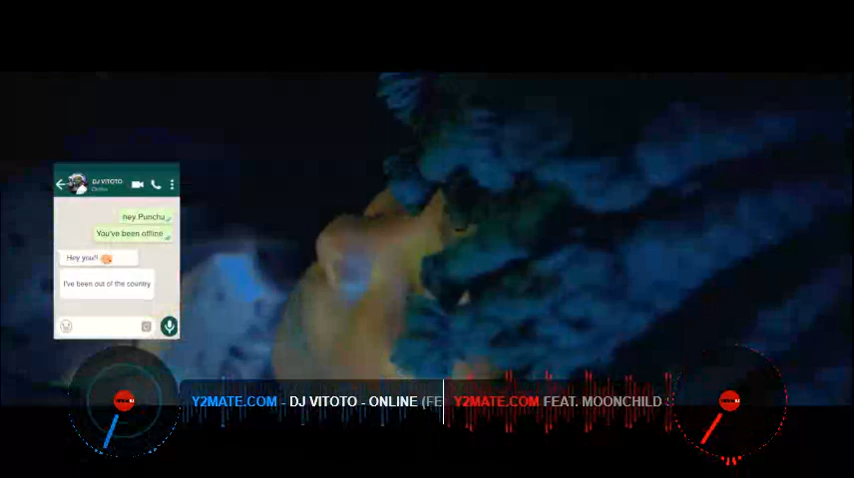 DJ VITOTO
Online
hey Punchu
You've been offline
Hey you!!
I've been out of the country
Y2MATE.COM - DJ VITOTO - ONLINE (FE
Y2MATE.COM FEAT. MOONCHILD S